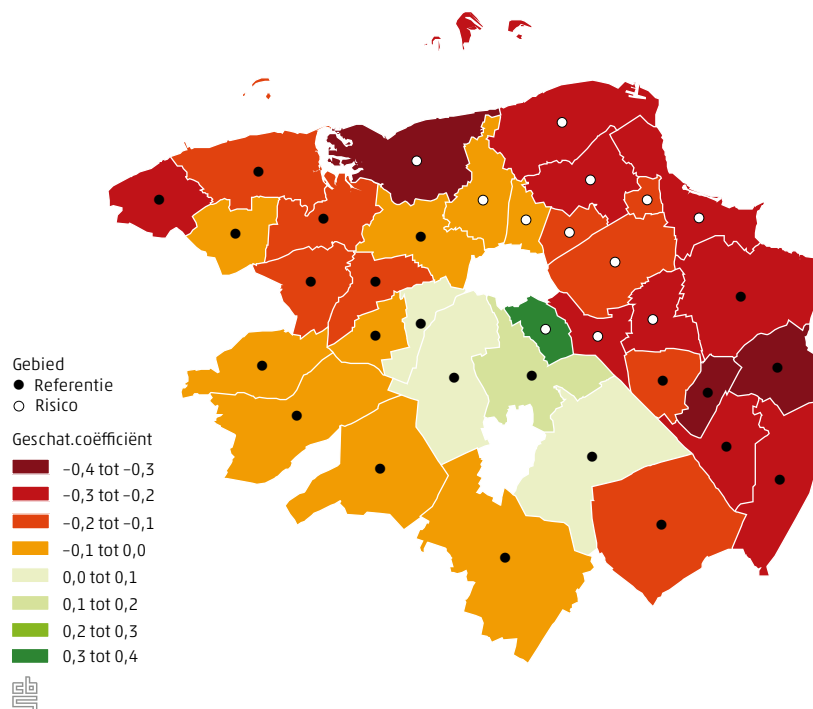 Gebied
Referentie
Risico
Geschat.coëfficiënt
−0,4 tot −0,3
−0,3 tot −0,2
−0,2 tot −0,1
−0,1 tot 0,0
0,0 tot 0,1
0,1 tot 0,2
0,2 tot 0,3
0,3 tot 0,4
cbs